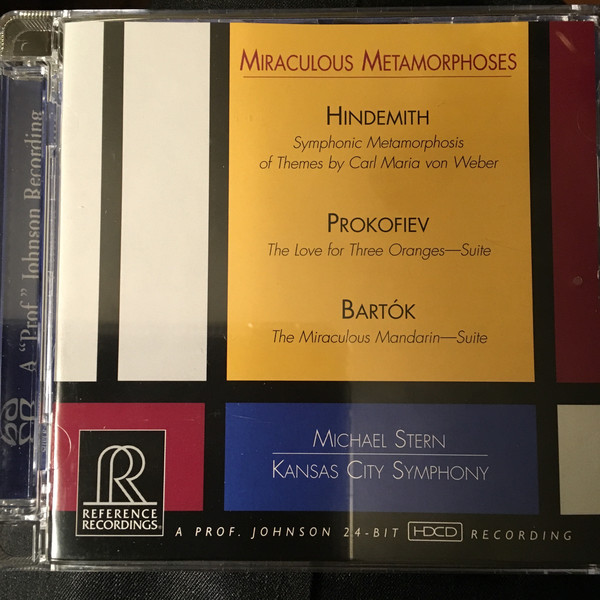 MIRACULOUS METAMORPHOSES
HINDEMITH
Symphonic Metamorphosis
of Themes by Carl Maria von Weber
PROKOFIEV
The Love for Three Oranges—Suite
BARTÓK
The Miraculous Mandarin—Suite
MICHAEL STERN
KANSAS CITY SYMPHONY
RR
REFERENCE
RECORDINGS®
A PROF. JOHNSON 24-BIT HDCD RECORDING
A "Prof" Johnson Recording